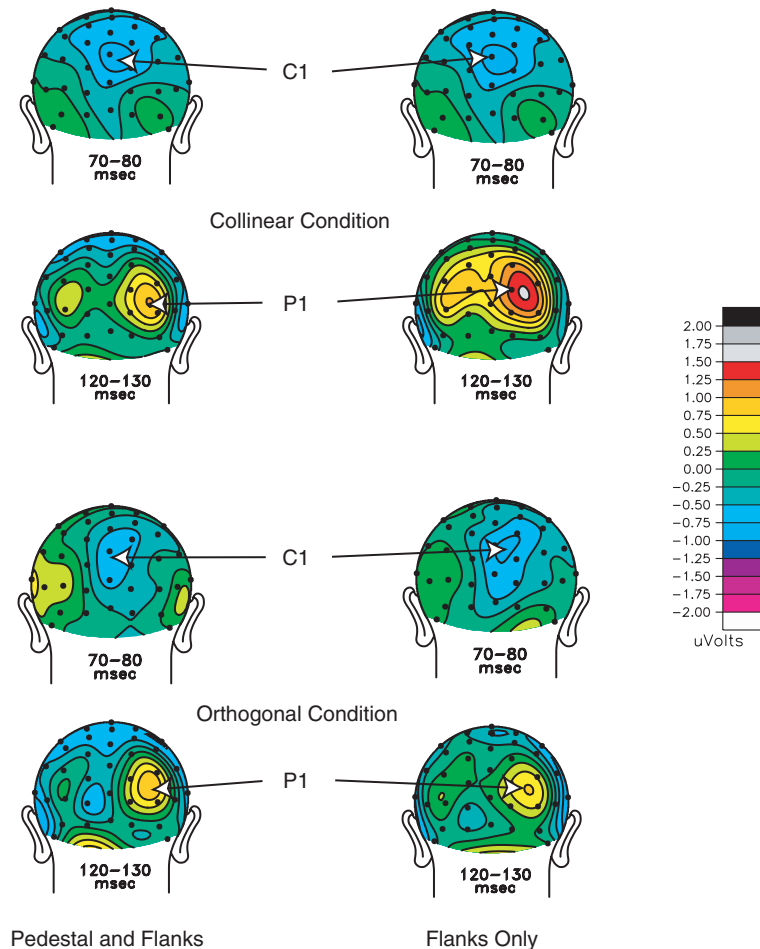 C1
70–80
msec
70–80
msec
Collinear Condition
P1
120–130
msec
120–130
msec
2.00
1.75
1.50
1.25
1.00
0.75
0.50
0.25
0.00
−0.25
−0.50
−0.75
−1.00
−1.25
−1.50
−1.75
−2.00
uVolts
C1
70–80
msec
70–80
msec
Orthogonal Condition
P1
120–130
msec
120–130
msec
Pedestal and Flanks
Flanks Only